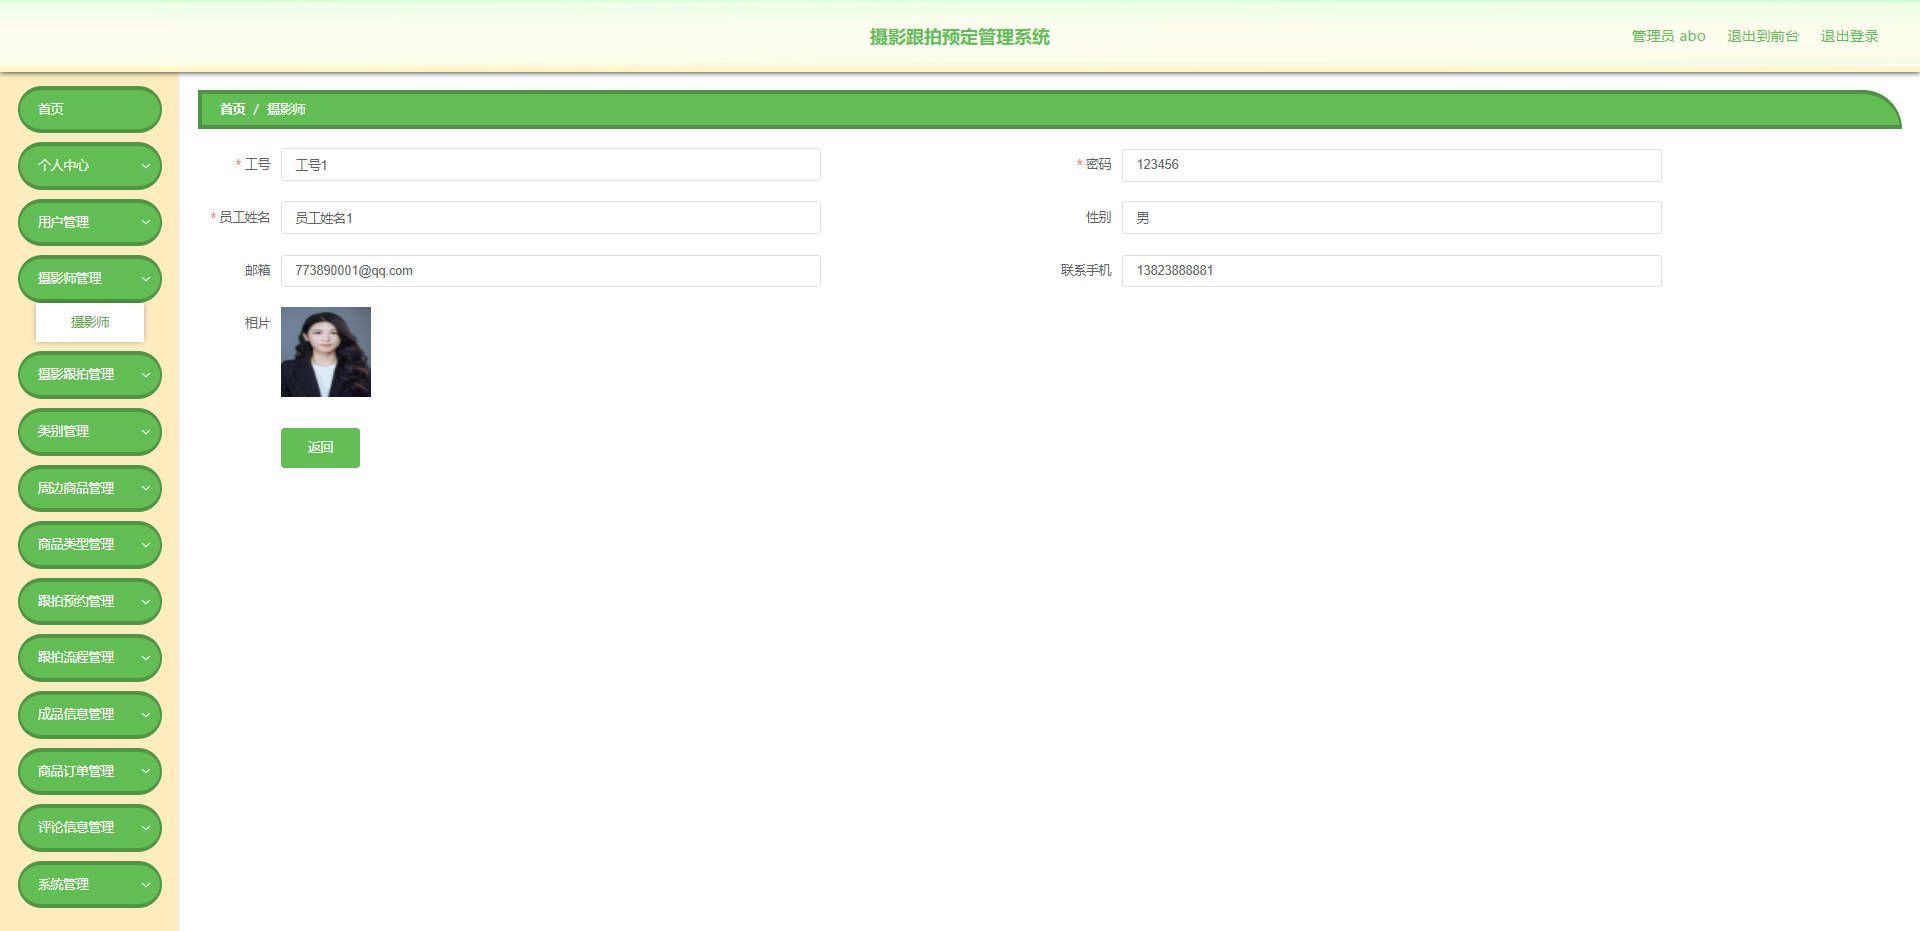 摄影跟拍预定管理系统
管理员 abo 退出到前台 退出登录
首页
个人中心
用户管理
摄影师管理
摄影师
摄影跟拍管理
类别管理
周边商品管理
商品类型管理
跟拍预约管理
跟拍流程管理
成品信息管理
商品订单管理
评论信息管理
系统管理
首页 / 摄影师
* 工号 工号1
* 密码 123456
* 员工姓名 员工姓名1
性别 男
邮箱 773890001@qq.com
联系手机 13823888881
相片
返回